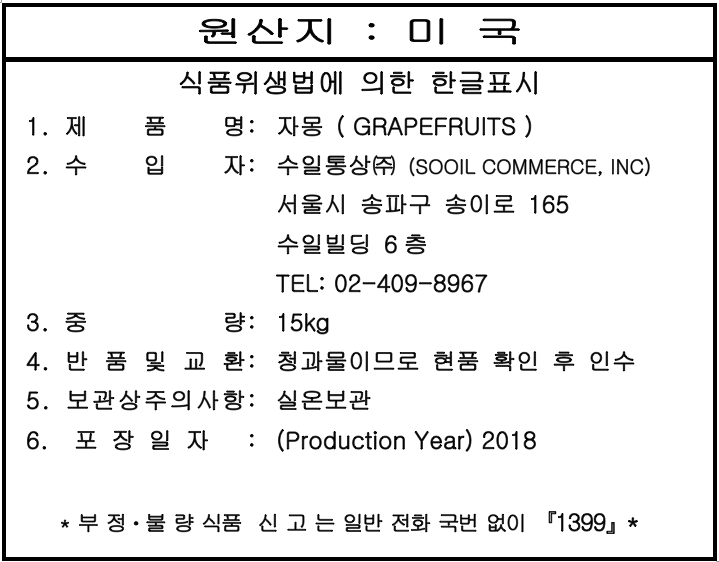 원산지 : 미 국
식품위생법에 의한 한글표시
1. 제 품 명: 자몽 ( GRAPEFRUITS )
2. 수 입 자: 수일통상㈜ (SOOIL COMMERCE, INC)
서울시 송파구 송이로 165
수일빌딩 6 층
TEL: 02-409-8967
3. 중 량: 15kg
4. 반 품 및 교 환: 청과물이므로 현품 확인 후 인수
5. 보관상주의사항: 실온보관
6. 포 장 일 자 : (Production Year) 2018
* 부 정·불 량 식품 신 고 는 일반 전화 국번 없이 『1399』*